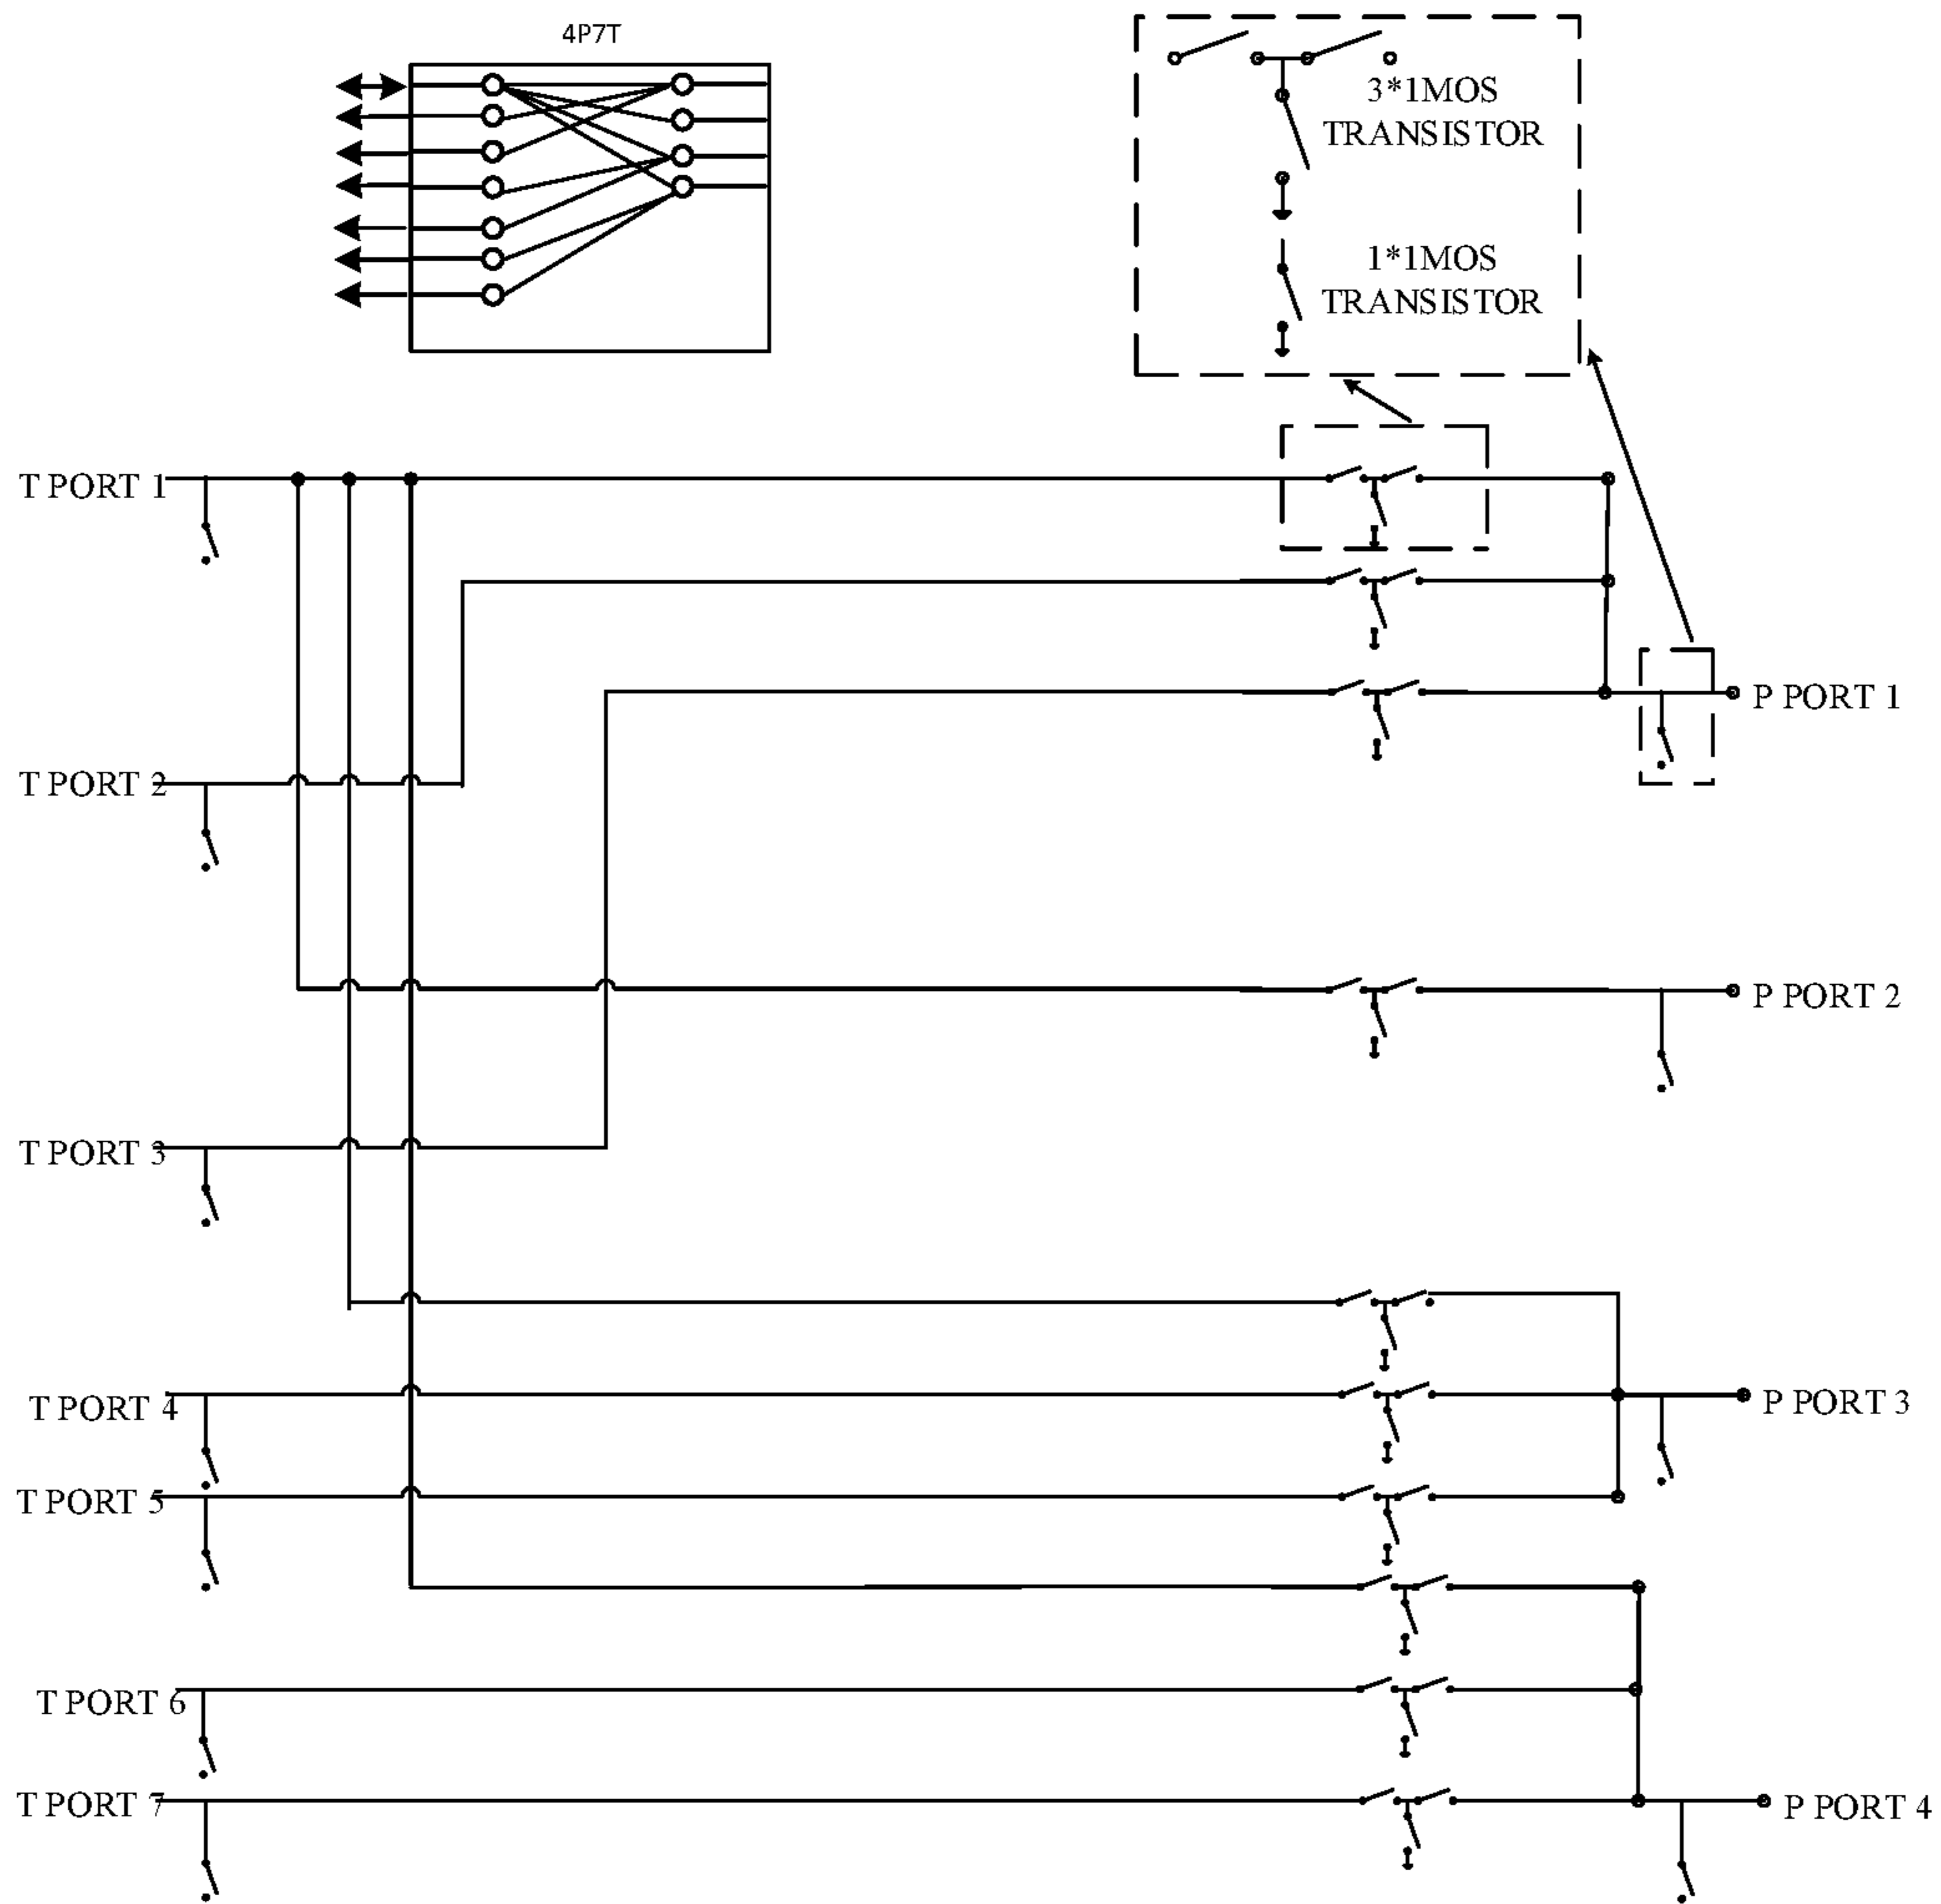 4P7T
3*1MOS
TRANSISTOR
1*1MOS
TRANSISTOR
T PORT 1
T PORT 2
P PORT 1
P PORT 2
T PORT 3
T PORT 4
P PORT 3
T PORT 5
T PORT 6
T PORT 7
P PORT 4